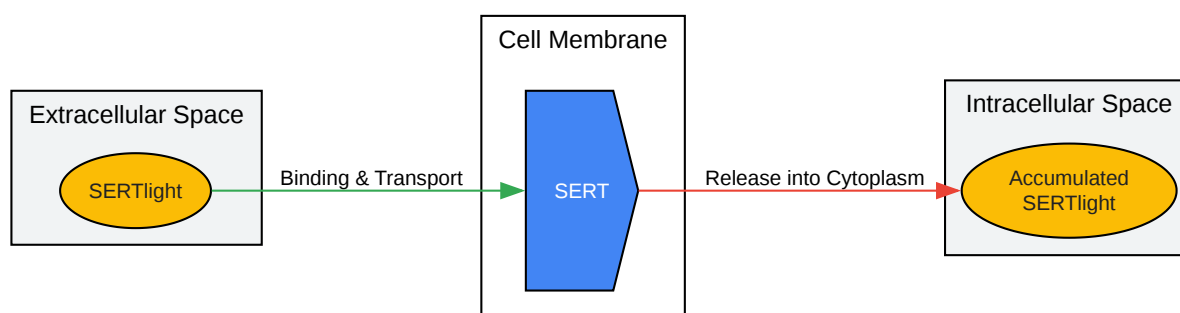 Cell Membrane
Extracellular Space
Intracellular Space
SERTlight
Binding & Transport
SERT
Release into Cytoplasm
Accumulated
SERTlight